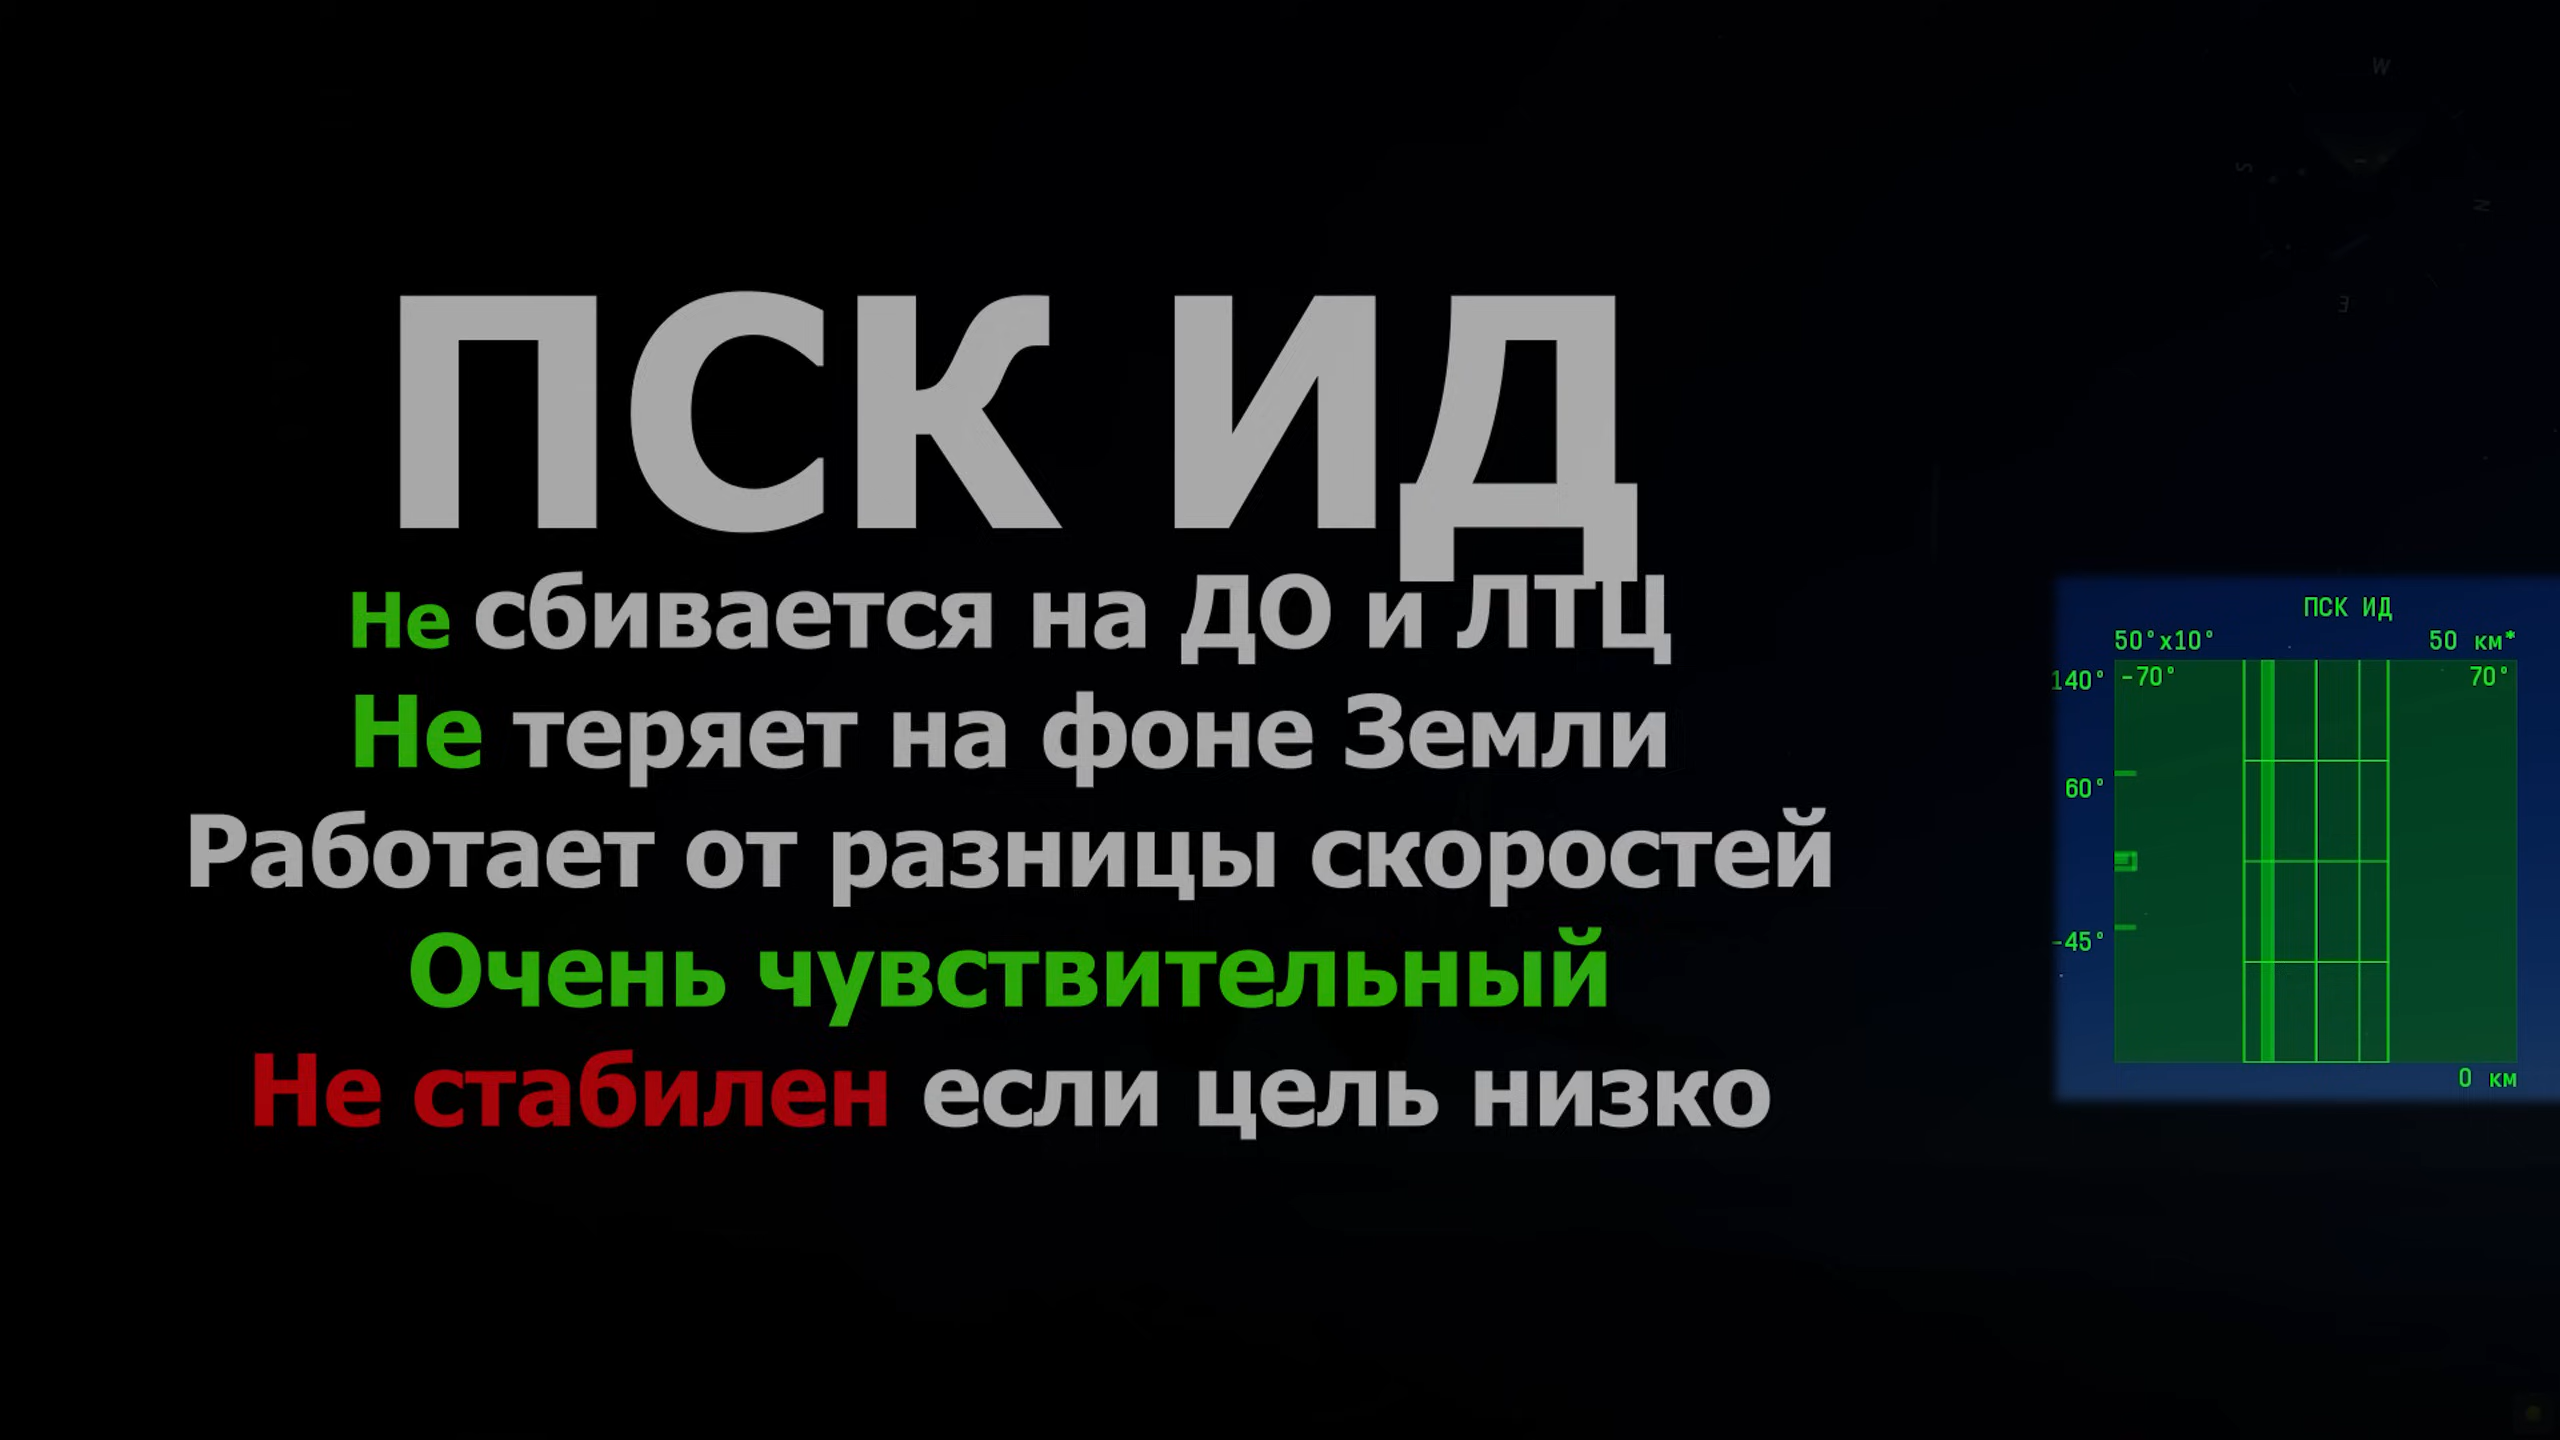 ПСК ИД
Не сбивается на ДО и ЛТЦ
Не теряет на фоне Земли
Работает от разницы скоростей
Очень чувствительный
Не стабилен если цель низко
W
S
N
E
ПСК ИД
50°x10° 50 км*
140° -70° 70°
60°
-45°
0 км